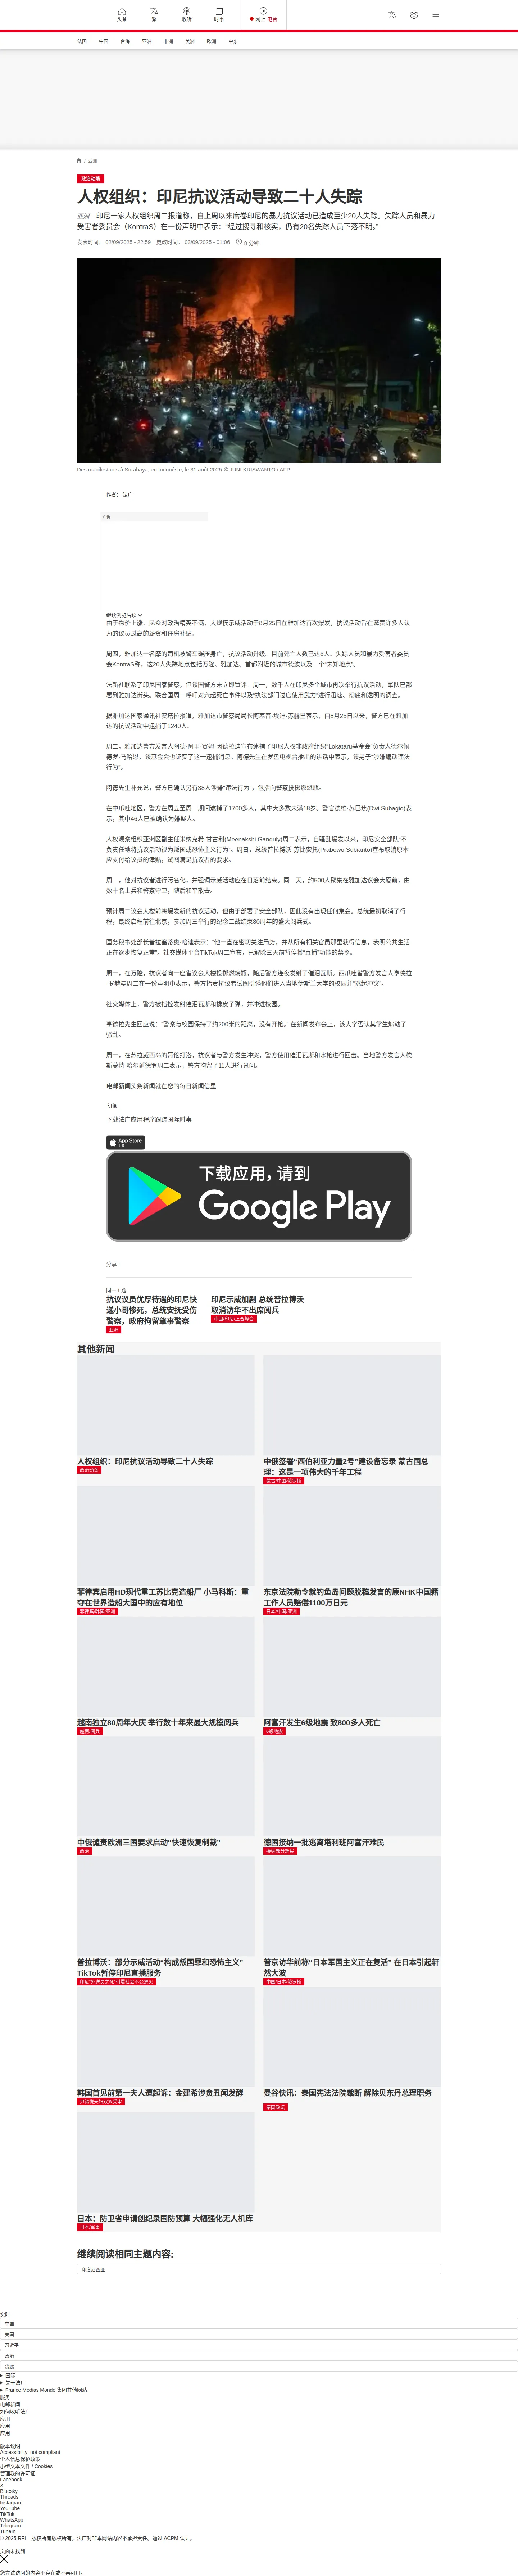 头条
繁
收听
时事
网上 电台
法国
中国
台海
亚洲
非洲
美洲
欧洲
中东
/ 亚洲
政治动荡
人权组织：印尼抗议活动导致二十人失踪
亚洲 – 印尼一家人权组织周二报道称，自上周以来席卷印尼的暴力抗议活动已造成至少20人失踪。失踪人员和暴力
受害者委员会（KontraS）在一份声明中表示：“经过搜寻和核实，仍有20名失踪人员下落不明。”
发表时间： 02/09/2025 - 22:59 更改时间： 03/09/2025 - 01:06 6 分钟
Des manifestants à Surabaya, en Indonésie, le 31 août 2025 © JUNI KRISWANTO / AFP
作者： 法广
广告
继续浏览后续
由于物价上涨、民众对政治精英不满，大规模示威活动于8月25日在雅加达首次爆发，抗议活动旨在谴责许多人认
为的议员过高的薪资和住房补贴。
周四，雅加达一名摩的司机被警车碾压身亡，抗议活动升级。目前死亡人数已达6人。失踪人员和暴力受害者委员
会KontraS称，这20人失踪地点包括万隆、雅加达、首都附近的城市德波以及一个“未知地点”。
法新社联系了印尼国家警察，但该国警方未立即置评。周一，数千人在印尼多个城市再次举行抗议活动，军队已部
署到雅加达街头。联合国周一呼吁对六起死亡事件以及“执法部门过度使用武力”进行迅速、彻底和透明的调查。
据雅加达国家通讯社安塔拉报道，雅加达市警察局局长阿塞普·埃迪·苏赫里表示，自8月25日以来，警方已在雅加
达的抗议活动中逮捕了1240人。
周二，雅加达警方发言人阿德·阿里·赛姆·因德拉迪宣布逮捕了印尼人权非政府组织“Lokataru基金会”负责人德尔佩
德罗·马哈恩，该基金会也证实了这一逮捕消息。阿德先生在罗盘电视台播出的讲话中表示，该男子“涉嫌煽动违法
行为”。
阿德先生补充说，警方已确认另有38人涉嫌“违法行为”，包括向警察投掷燃烧瓶。
在中爪哇地区，警方在周五至周一期间逮捕了1700多人，其中大多数未满18岁。警官德维·苏巴焦(Dwi Subagio)表
示，其中46人已被确认为嫌疑人。
人权观察组织亚洲区副主任米纳克希·甘古利(Meenakshi Ganguly)周二表示，自骚乱爆发以来，印尼安全部队“不
负责任地将抗议活动视为叛国或恐怖主义行为”。周日，总统普拉博沃·苏比安托(Prabowo Subianto)宣布取消原本
应支付给议员的津贴，试图满足抗议者的要求。
周一，他对抗议者进行污名化，并强调示威活动应在日落前结束。同一天，约500人聚集在雅加达议会大厦前，由
数十名士兵和警察守卫，随后和平散去。
预计周二议会大楼前将爆发新的抗议活动，但由于部署了安全部队，因此没有出现任何集会。总统最初取消了行
程，最终启程前往北京，参加周三举行的纪念二战结束80周年的盛大阅兵式。
国务秘书处部长普拉塞蒂奥·哈迪表示：“他一直在密切关注局势，并从所有相关官员那里获得信息，表明公共生活
正在逐步恢复正常”。社交媒体平台TikTok周二宣布，已解除三天前暂停其“直播”功能的禁令。
周一，在万隆，抗议者向一座省议会大楼投掷燃烧瓶，随后警方连夜发射了催泪瓦斯。西爪哇省警方发言人亨德拉
·罗赫曼周二在一份声明中表示，警方指责抗议者试图引诱他们进入当地伊斯兰大学的校园并“挑起冲突”。
社交媒体上，警方被指控发射催泪瓦斯和橡皮子弹，并冲进校园。
亨德拉先生回应说：“警察与校园保持了约200米的距离，没有开枪。” 在新闻发布会上，该大学否认其学生煽动了
骚乱。
周一，在苏拉威西岛的哥伦打洛，抗议者与警方发生冲突，警方使用催泪瓦斯和水枪进行回击。当地警方发言人德
斯蒙特·哈尔延德罗周二表示，警方拘留了11人进行讯问。
电邮新闻头条新闻就在您的每日新闻信里
订阅
下载法广应用程序跟踪国际时事
App Store
下载
下载应用，请到
Google Play
分享 :
同一主题
抗议议员优厚待遇的印尼快
递小哥惨死，总统安抚受伤
警察，政府拘留肇事警察
亚洲
印尼示威加剧 总统普拉博沃
取消访华不出席阅兵
中国/印尼/上合峰会
其他新闻
人权组织：印尼抗议活动导致二十人失踪
政治动荡
中俄签署“西伯利亚力量2号”建设备忘录 蒙古国总
理：这是一项伟大的千年工程
蒙古/中国/俄罗斯
菲律宾启用HD现代重工苏比克造船厂 小马科斯：重
夺在世界造船大国中的应有地位
菲律宾/韩国/亚洲
东京法院勒令就钓鱼岛问题脱稿发言的原NHK中国籍
工作人员赔偿1100万日元
日本/中国/亚洲
越南独立80周年大庆 举行数十年来最大规模阅兵
越南/阅兵
阿富汗发生6级地震 致800多人死亡
6级地震
中俄谴责欧洲三国要求启动“快速恢复制裁”
政治
德国接纳一批逃离塔利班阿富汗难民
接纳部分难民
普拉博沃：部分示威活动“构成叛国罪和恐怖主义”
TikTok暂停印尼直播服务
印尼“外送员之死”引爆社会不公怒火
普京访华前称“日本军国主义正在复活” 在日本引起轩
然大波
中国/日本/俄罗斯
韩国首见前第一夫人遭起诉：金建希涉贪丑闻发酵
尹锡悦夫妇双双受审
曼谷快讯：泰国宪法法院裁断 解除贝东丹总理职务
泰国政坛
日本：防卫省申请创纪录国防预算 大幅强化无人机库
日本/军事
继续阅读相同主题内容:
印度尼西亚
实时
中国
美国
习近平
政治
贪腐
国际
关于法广
France Médias Monde 集团其他网站
服务
电邮新闻
如何收听法广
应用
应用
应用
版本说明
Accessibility: not compliant
个人信息保护政策
小型文本文件 / Cookies
管理我的许可证
Facebook
X
Bluesky
Threads
Instagram
YouTube
TikTok
WhatsApp
Telegram
TuneIn
© 2025 RFI – 版权所有版权所有。法广对非本网站内容不承担责任。通过 ACPM 认证。
页面未找到
您尝试访问的内容不存在或不再可用。